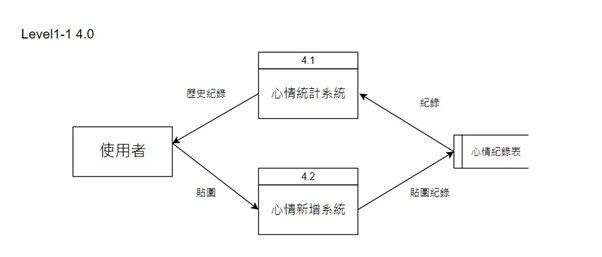 Level1-1 4.0
4.1
心情統計系統
歷史紀錄
紀錄
使用者
心情紀錄表
4.2
心情新增系統
貼圖
貼圖紀錄